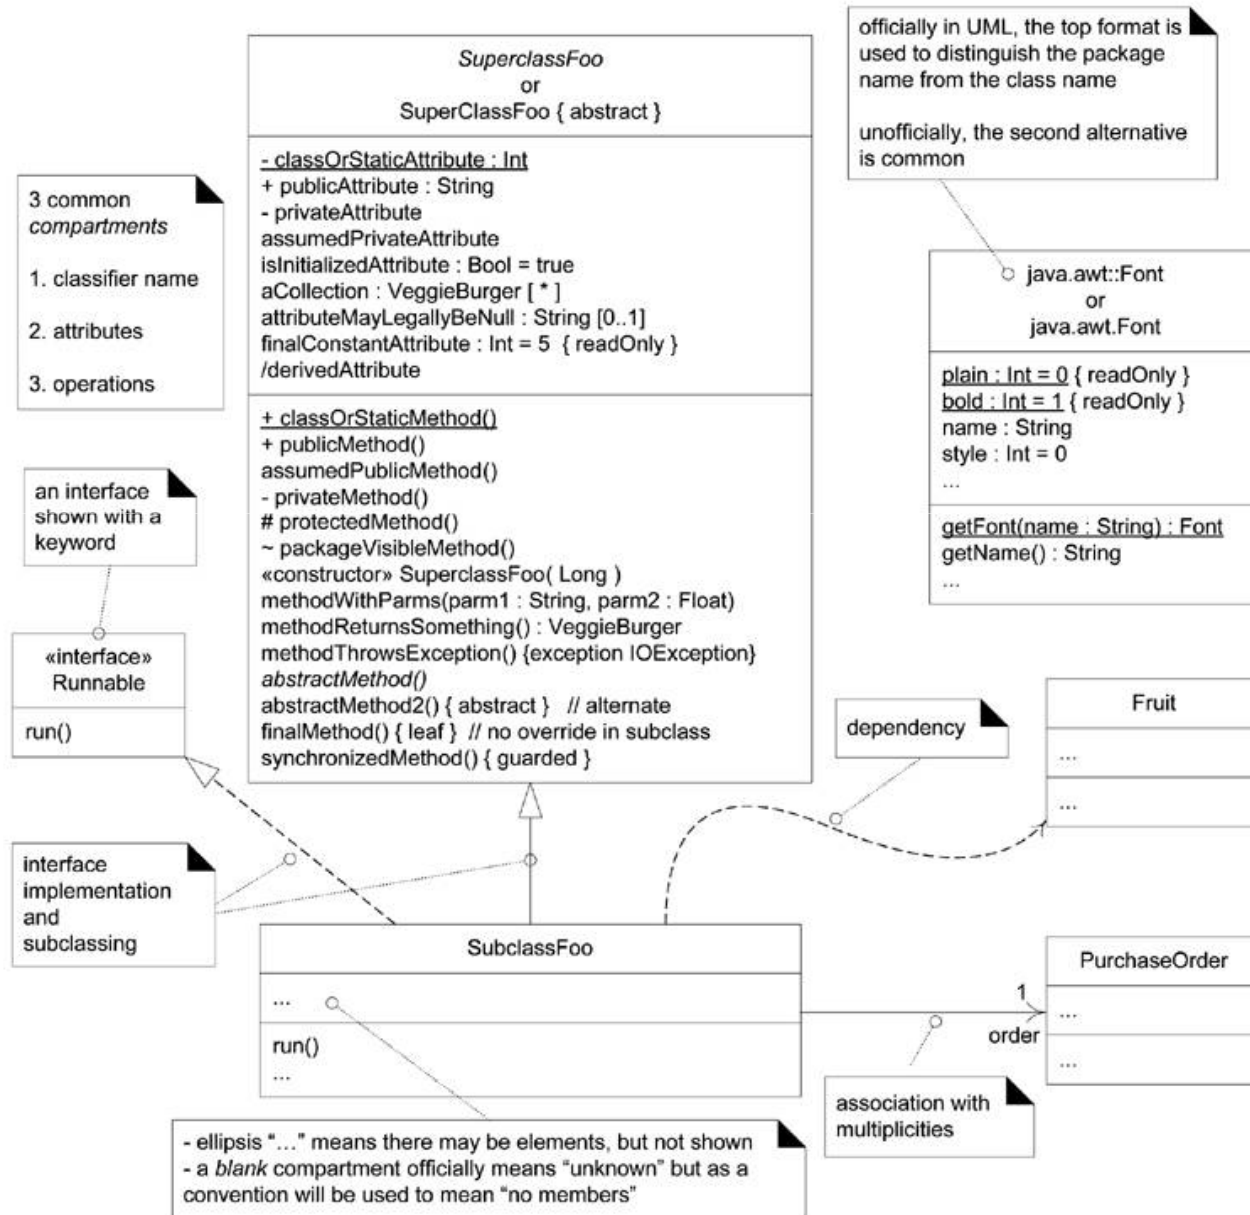 SuperclassFoo
or
SuperClassFoo { abstract }
- classOrStaticAttribute : Int
+ publicAttribute : String
- privateAttribute
assumedPrivateAttribute
isInitializedAttribute : Bool = true
aCollection : VeggieBurger [ * ]
attributeMayLegallyBeNull : String [0..1]
finalConstantAttribute : Int = 5 { readOnly }
/derivedAttribute
+ classOrStaticMethod()
+ publicMethod()
assumedPublicMethod()
- privateMethod()
# protectedMethod()
~ packageVisibleMethod()
«constructor» SuperclassFoo( Long )
methodWithParms(parm1 : String, parm2 : Float)
methodReturnsSomething() : VeggieBurger
methodThrowsException() {exception IOException}
abstractMethod()
abstractMethod2() { abstract } // alternate
finalMethod() { leaf } // no override in subclass
synchronizedMethod() { guarded }
officially in UML, the top format is
used to distinguish the package
name from the class name
unofficially, the second alternative
is common
3 common
compartments
1. classifier name
2. attributes
3. operations
java.awt::Font
or
java.awt.Font
plain : Int = 0 { readOnly }
bold : Int = 1 { readOnly }
name : String
style : Int = 0
...
getFont(name : String) : Font
getName() : String
...
an interface
shown with a
keyword
«interface»
Runnable
run()
dependency
Fruit
...
...
interface
implementation
and
subclassing
SubclassFoo
...
run()
...
PurchaseOrder
...
...
1
order
association with
multiplicities
- ellipsis “...” means there may be elements, but not shown
- a blank compartment officially means “unknown” but as a
convention will be used to mean “no members”